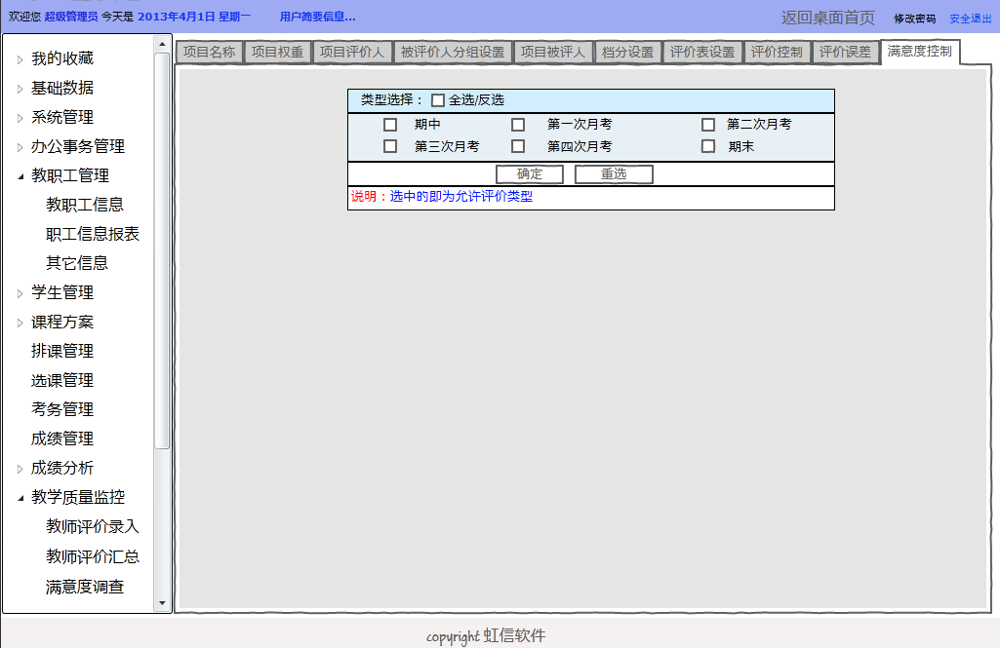 欢迎您 超级管理员 今天是 2013年4月1日 星期一 用户简要信息... 返回桌面首页 修改密码 安全退出
我的收藏
基础数据
系统管理
办公事务管理
教职工管理
教职工信息
职工信息报表
其它信息
学生管理
课程方案
排课管理
选课管理
考务管理
成绩管理
成绩分析
教学质量监控
教师评价录入
教师评价汇总
满意度调查
项目名称 项目权重 项目评价人 被评价人分组设置 项目被评人 档分设置 评价表设置 评价控制 评价误差 满意度控制
类型选择： 全选/反选
期中 第一次月考 第二次月考
第三次月考 第四次月考 期末
确定 重选
说明：选中的即为允许评价类型
copyright 虹信软件